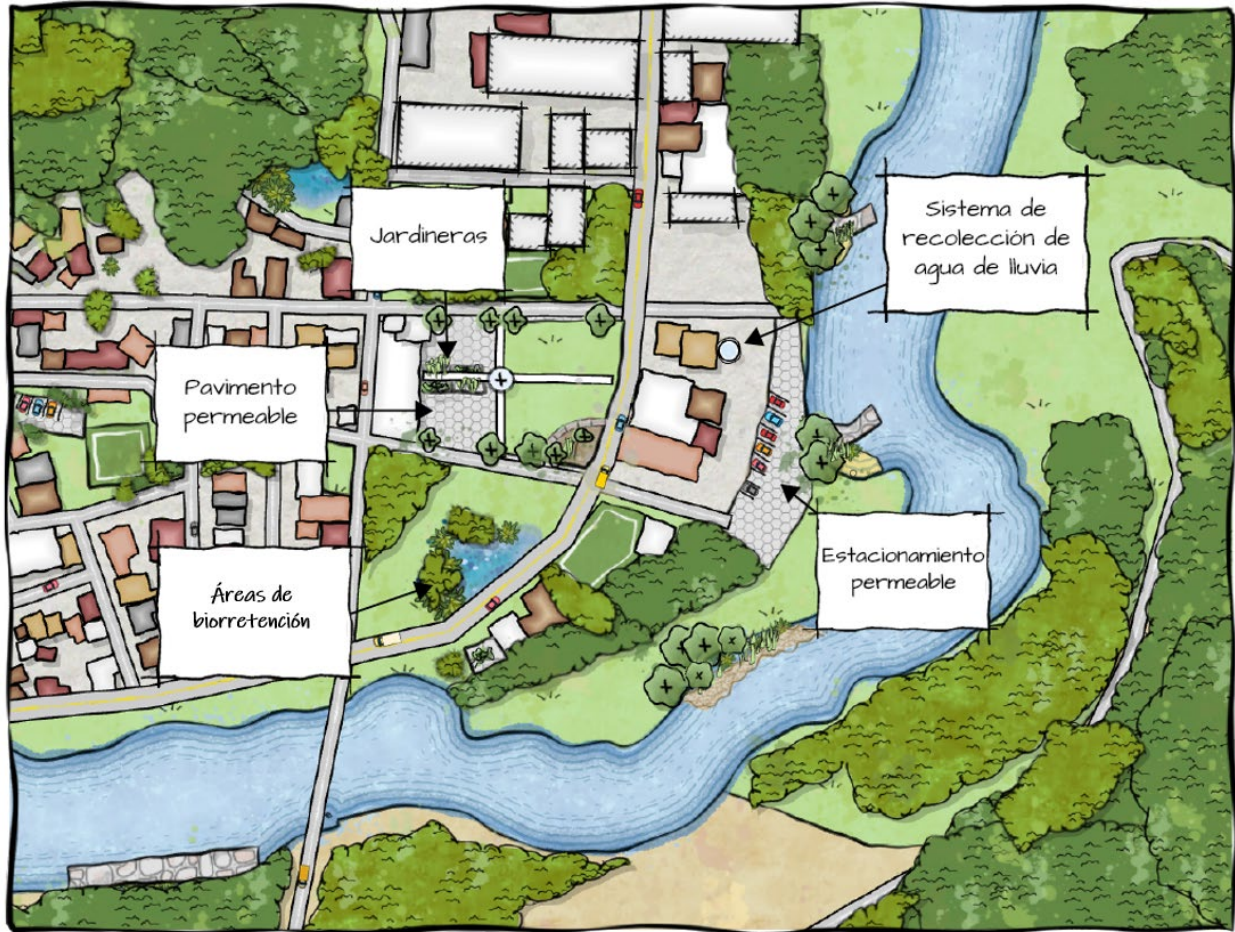 Jardineras
Sistema de
recolección de
agua de lluvia
Pavimento
permeable
Estacionamiento
permeable
Áreas de
biorretención